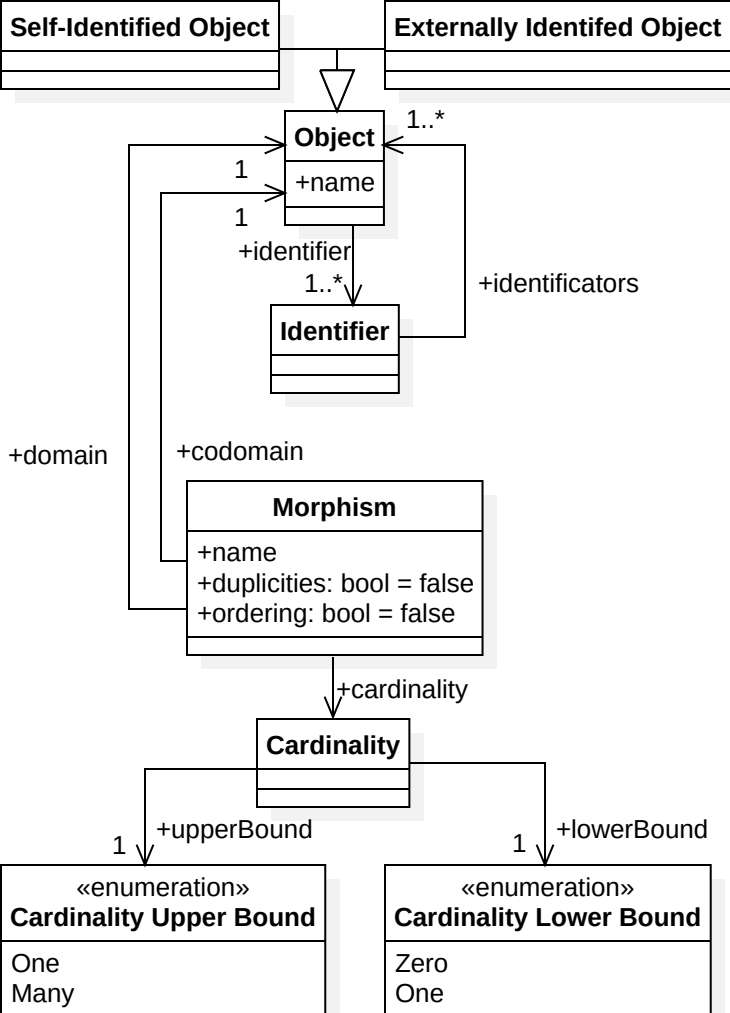 Self-Identified Object
Externally Identifed Object
1..*
Object
1
+name
1
+identifier
1..*
+identificators
Identifier
+domain
+codomain
Morphism
+name
+duplicities: bool = false
+ordering: bool = false
+cardinality
Cardinality
+upperBound
1
+lowerBound
1
«enumeration»
Cardinality Upper Bound
One
Many
«enumeration»
Cardinality Lower Bound
Zero
One